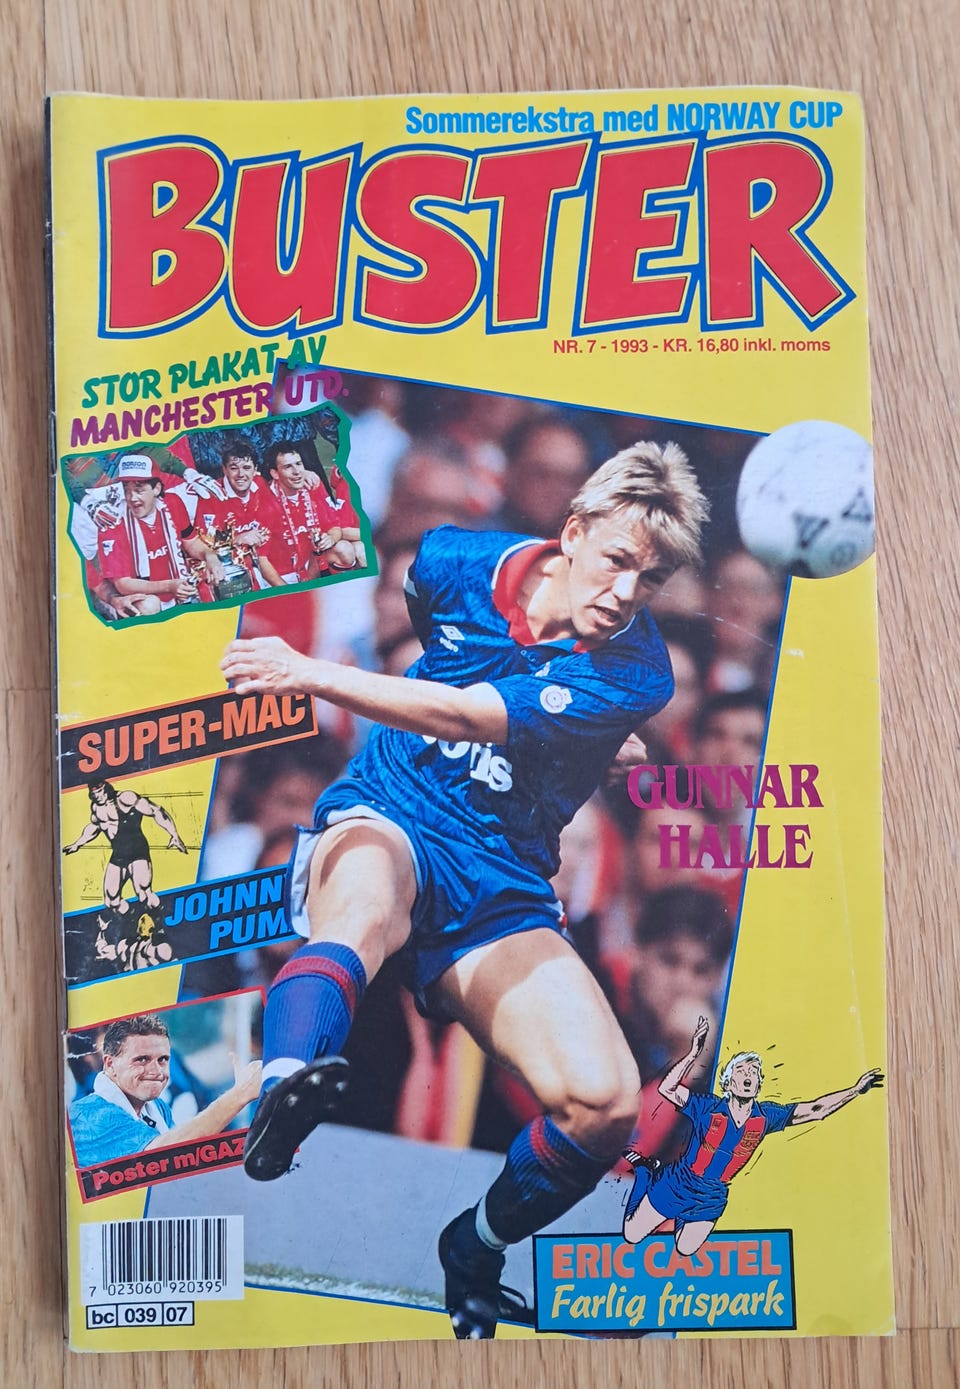 Sommerekstra med NORWAY CUP
BUSTER
NR. 7 - 1993 - KR. 16,80 inkl. moms
STOR PLAKAT AV
MANCHESTER UTD.
SUPER-MAC
GUNNAR
HALLE
JOHNN
PUM
Poster m/GAZ
ERIC CASTEL
Farlig frispark
7 023060 920395
bc 039 07